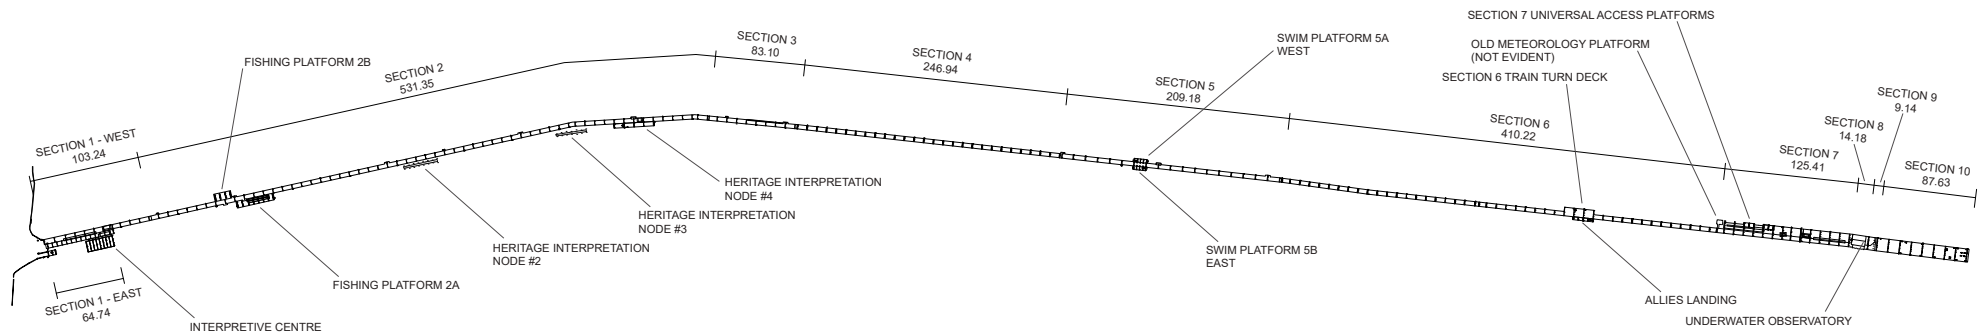 SECTION 1 - WEST
103.24
SECTION 1 - EAST
64.74
INTERPRETIVE CENTRE
FISHING PLATFORM 2B
FISHING PLATFORM 2A
SECTION 2
531.35
HERITAGE INTERPRETATION
NODE #2
HERITAGE INTERPRETATION
NODE #3
HERITAGE INTERPRETATION
NODE #4
SECTION 3
83.10
SECTION 4
246.94
SECTION 5
209.18
SWIM PLATFORM 5A
WEST
SWIM PLATFORM 5B
EAST
SECTION 6
410.22
SECTION 7 UNIVERSAL ACCESS PLATFORMS
OLD METEOROLOGY PLATFORM
(NOT EVIDENT)
SECTION 6 TRAIN TURN DECK
ALLIES LANDING
UNDERWATER OBSERVATORY
SECTION 7
125.41
SECTION 8
14.18
SECTION 9
9.14
SECTION 10
87.63